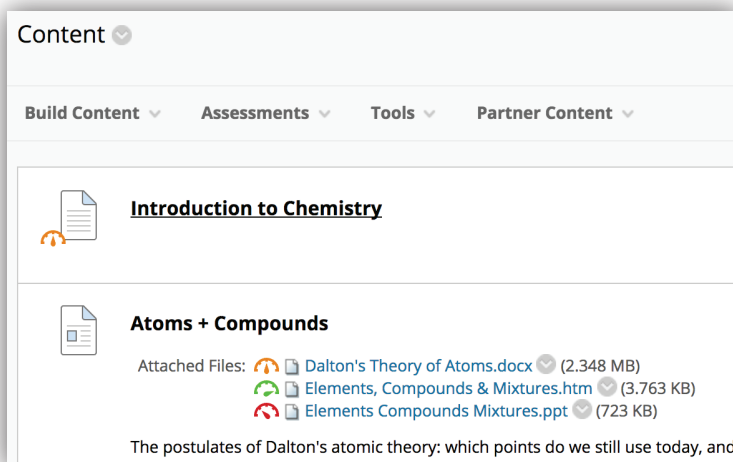 Content
Build Content Assessments Tools Partner Content
Introduction to Chemistry
Atoms + Compounds
Attached Files: Dalton's Theory of Atoms.docx (2.348 MB)
Elements, Compounds & Mixtures.htm (3.763 KB)
Elements Compounds Mixtures.ppt (723 KB)
The postulates of Dalton's atomic theory: which points do we still use today, and